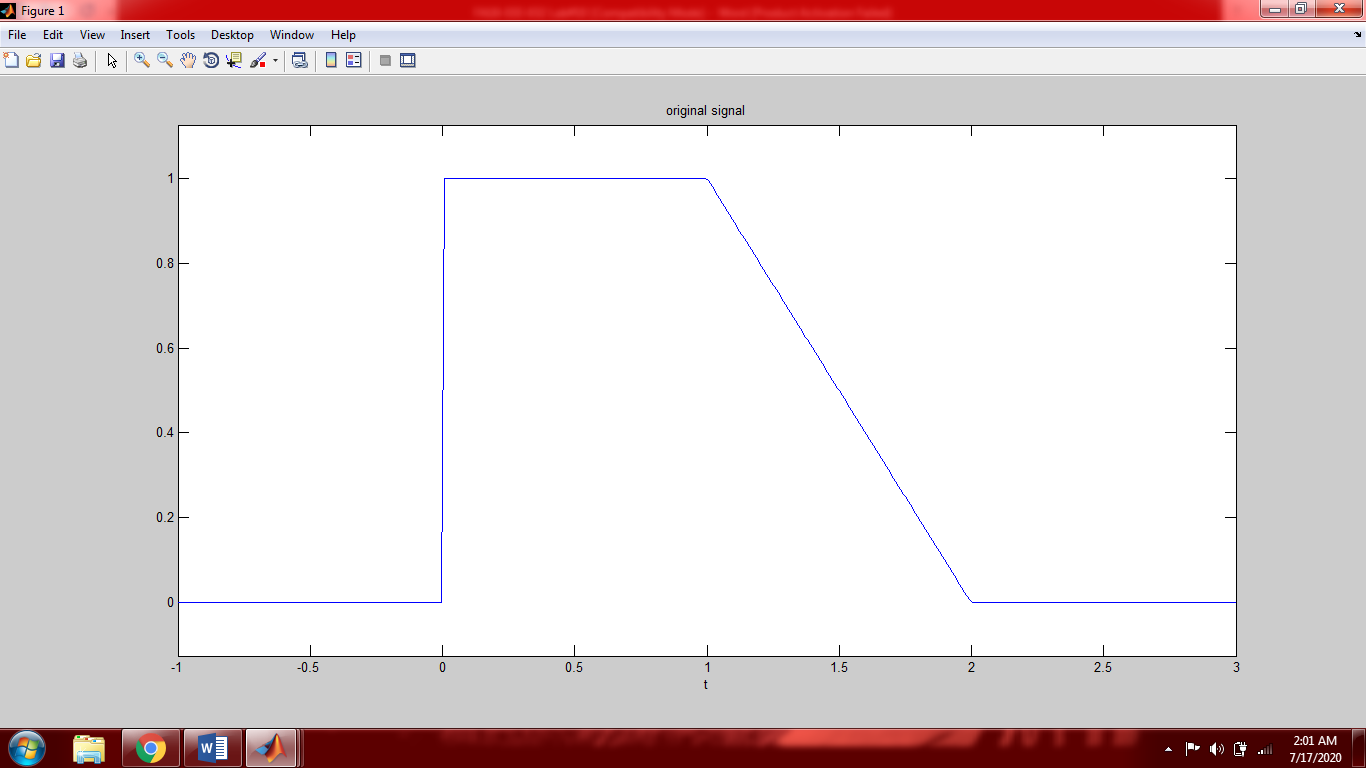 Figure 1
File Edit View Insert Tools Desktop Window Help
original signal
1
0.8
0.6
0.4
0.2
0
-1 -0.5 0 0.5 1 1.5 2 2.5 3
t
2:01 AM
7/17/2020